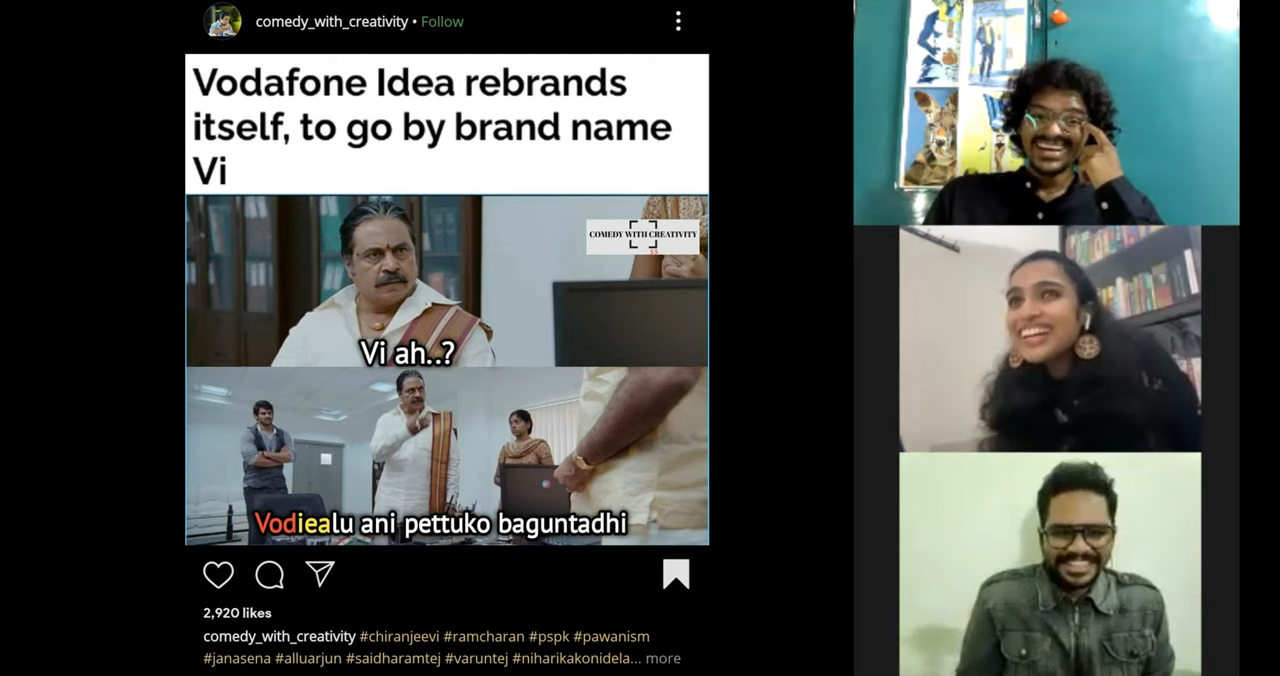 comedy_with_creativity • Follow
Vodafone Idea rebrands
itself, to go by brand name
Vi
COMEDY WITH CREATIVITY
Vi ah..?
Vodiealu ani pettuko baguntadhi
2,920 likes
comedy_with_creativity #chiranjeevi #ramcharan #pspk #pawanism
#janasena #alluarjun #saidharamtej #varuntej #niharikakonidela... more